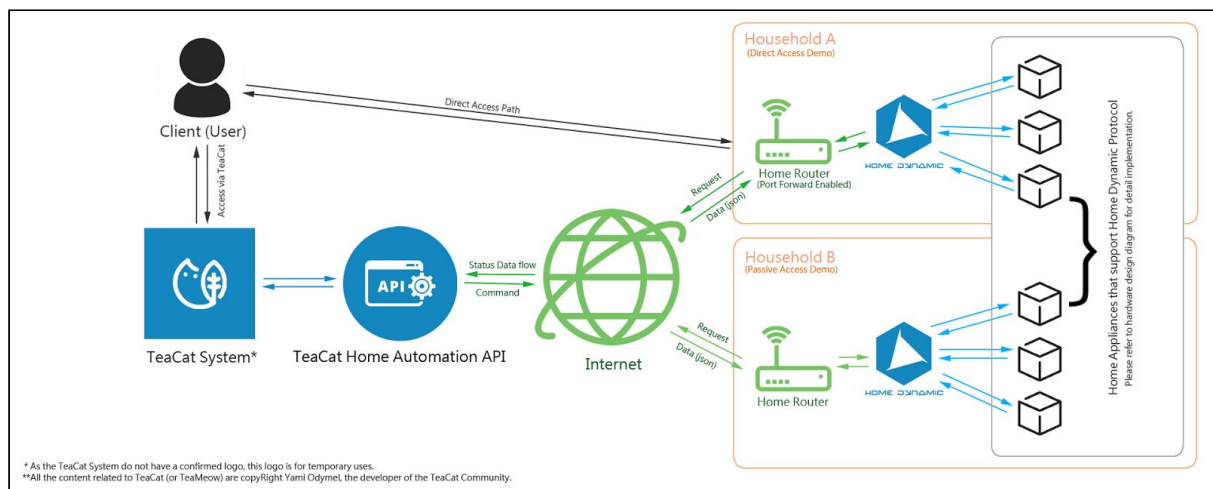 Household A
(Direct Access Demo)
Direct Access Path
Client (User)
Access via TeaCat
HOME DYNAMIC
Home Router
(Port Forward Enabled)
Request
Data (json)
Home Appliances that support Home Dynamic Protocol
Please refer to hardware design diagram for detail implementation.
Household B
(Passive Access Demo)
Status Data flow
API
Command
Request
Data (json)
TeaCat System*
TeaCat Home Automation API
Internet
Home Router
HOME DYNAMIC
* As the TeaCat System do not have a confirmed logo, this logo is for temporary uses.
**All the content related to TeaCat (or TeaMeow) are copyRight Yami Odymel, the developer of the TeaCat Community.